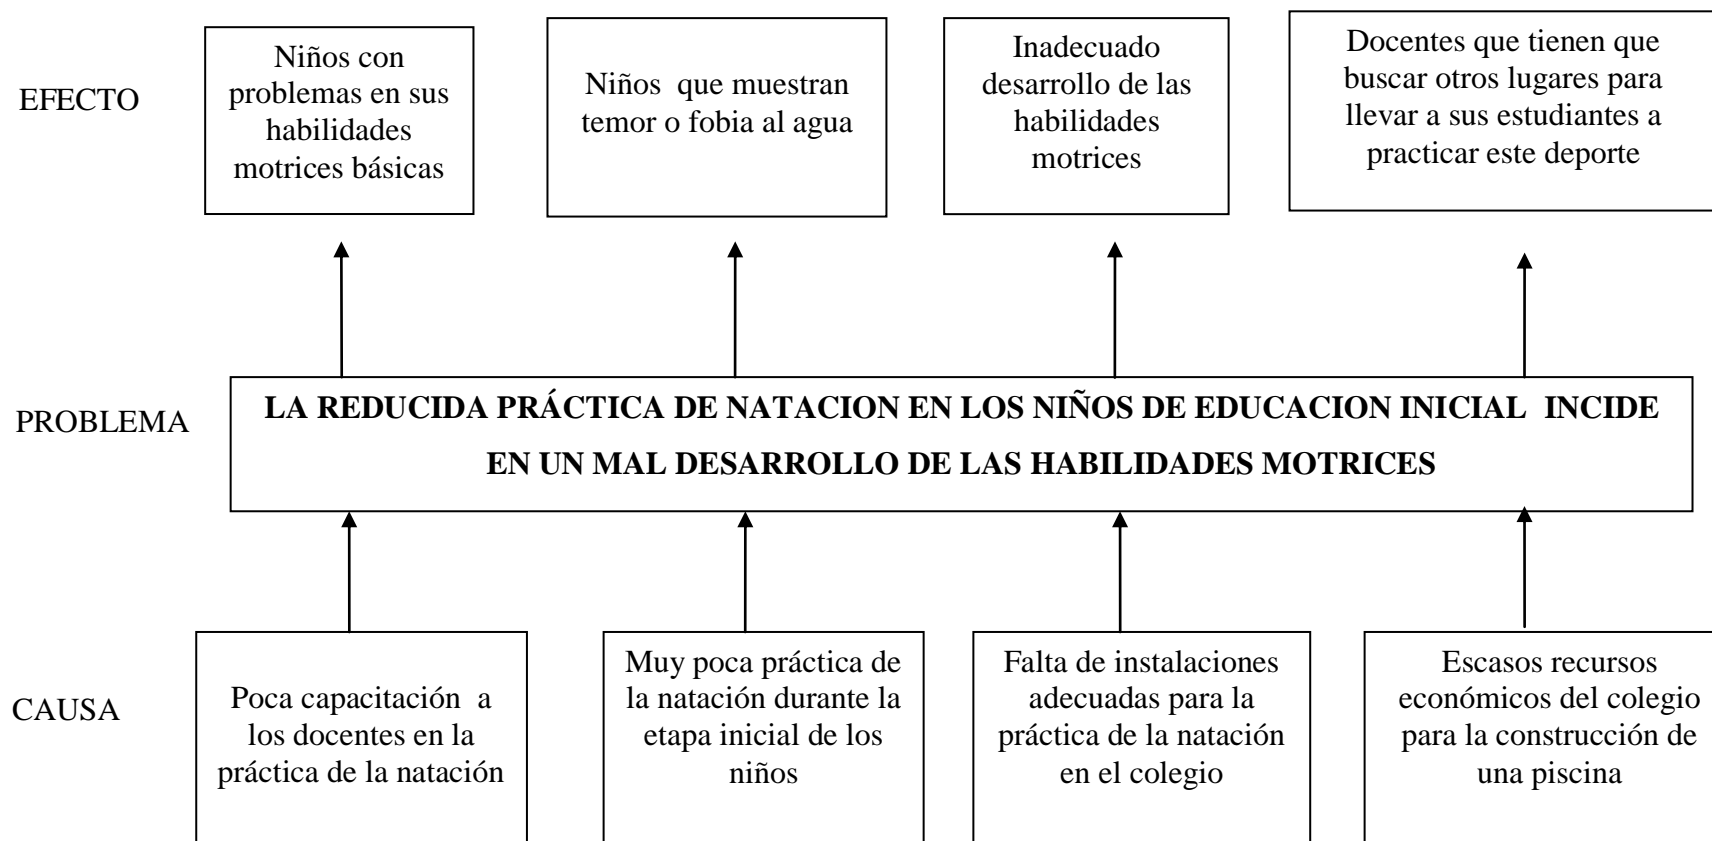 EFECTO
Niños con
problemas en sus
habilidades
motrices básicas
Niños que muestran
temor o fobia al agua
Inadecuado
desarrollo de las
habilidades
motrices
Docentes que tienen que
buscar otros lugares para
llevar a sus estudiantes a
practicar este deporte
PROBLEMA
LA REDUCIDA PRÁCTICA DE NATACION EN LOS NIÑOS DE EDUCACION INICIAL INCIDE
EN UN MAL DESARROLLO DE LAS HABILIDADES MOTRICES
CAUSA
Poca capacitación a
los docentes en la
práctica de la natación
Muy poca práctica de
la natación durante la
etapa inicial de los
niños
Falta de instalaciones
adecuadas para la
práctica de la natación
en el colegio
Escasos recursos
económicos del colegio
para la construcción de
una piscina